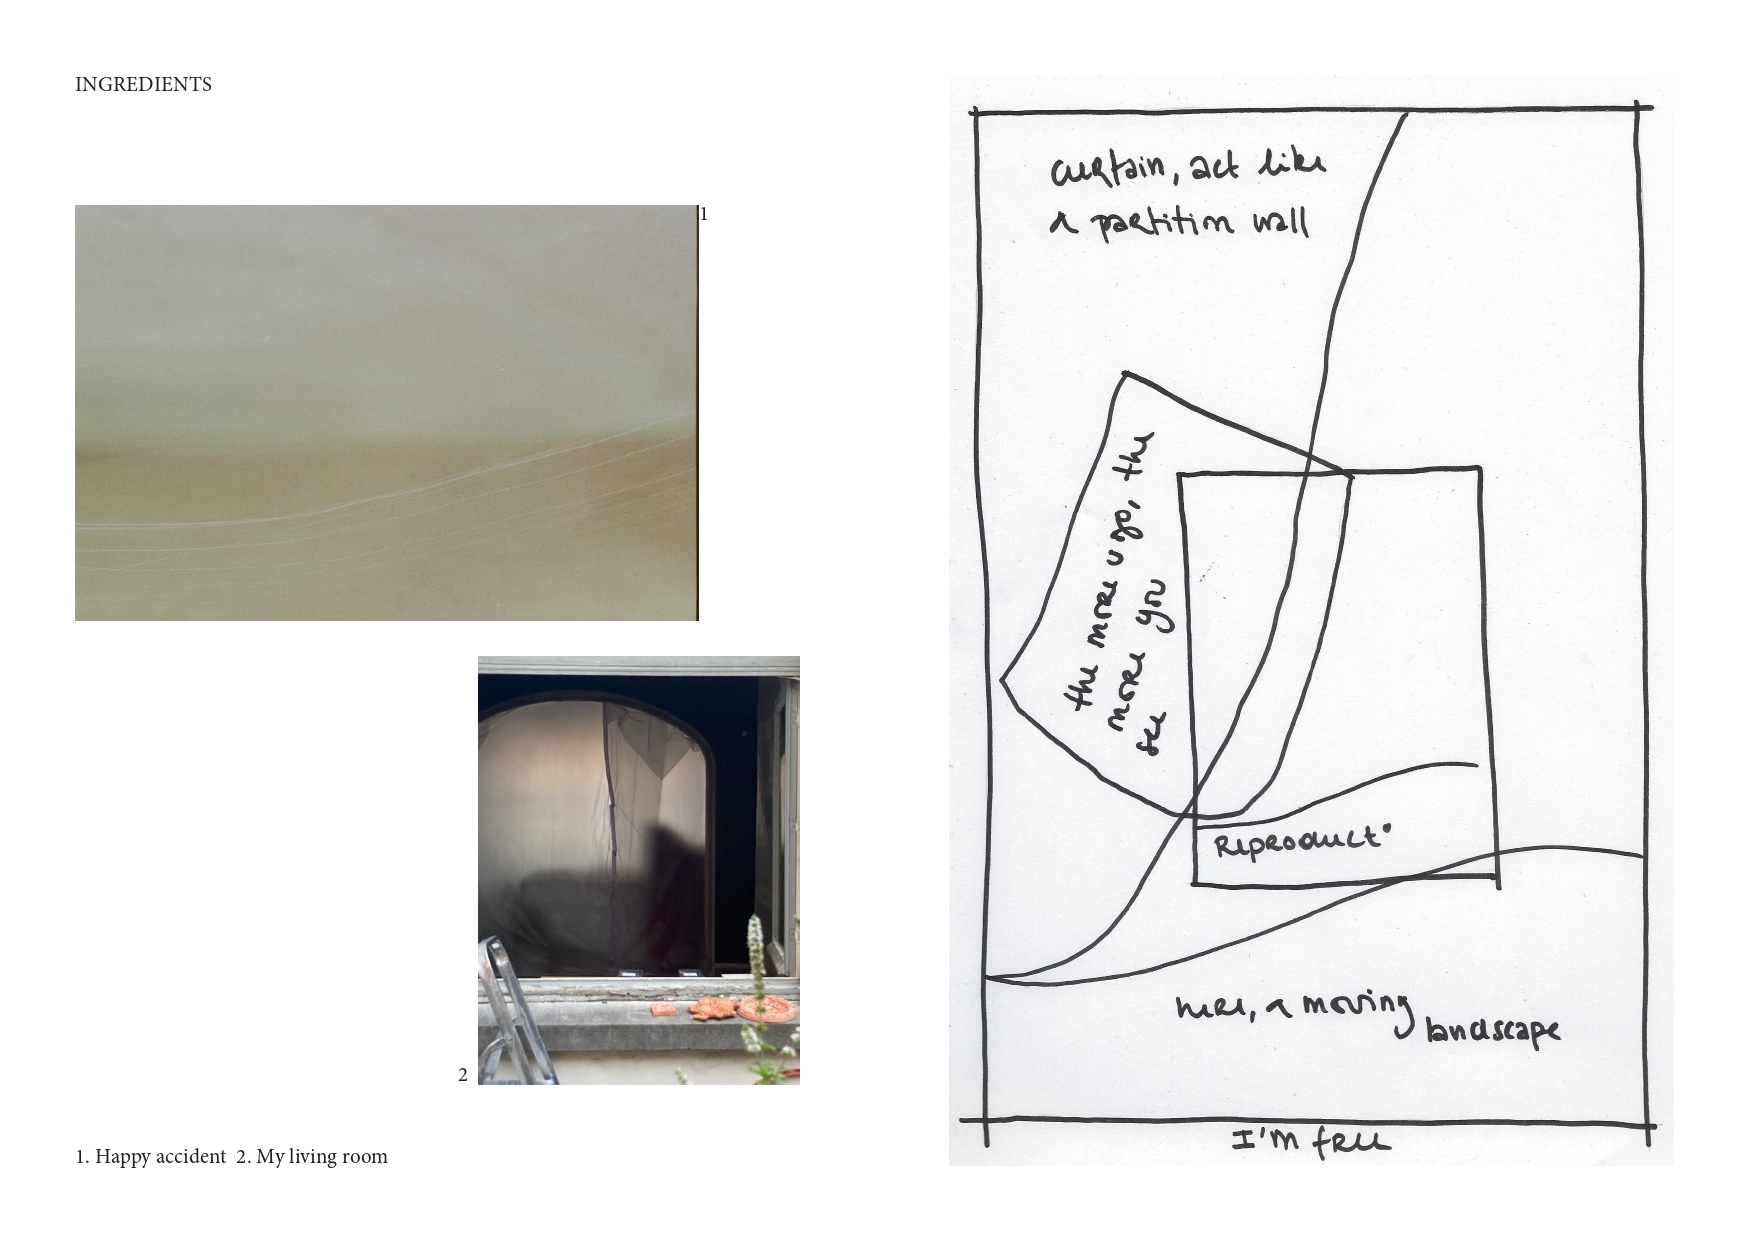 INGREDIENTS
1
2
1. Happy accident 2. My living room
curtain, act like
a partition wall
the more u go, the
more you
see
Reproduct°
here, a moving
landscape
I'm free